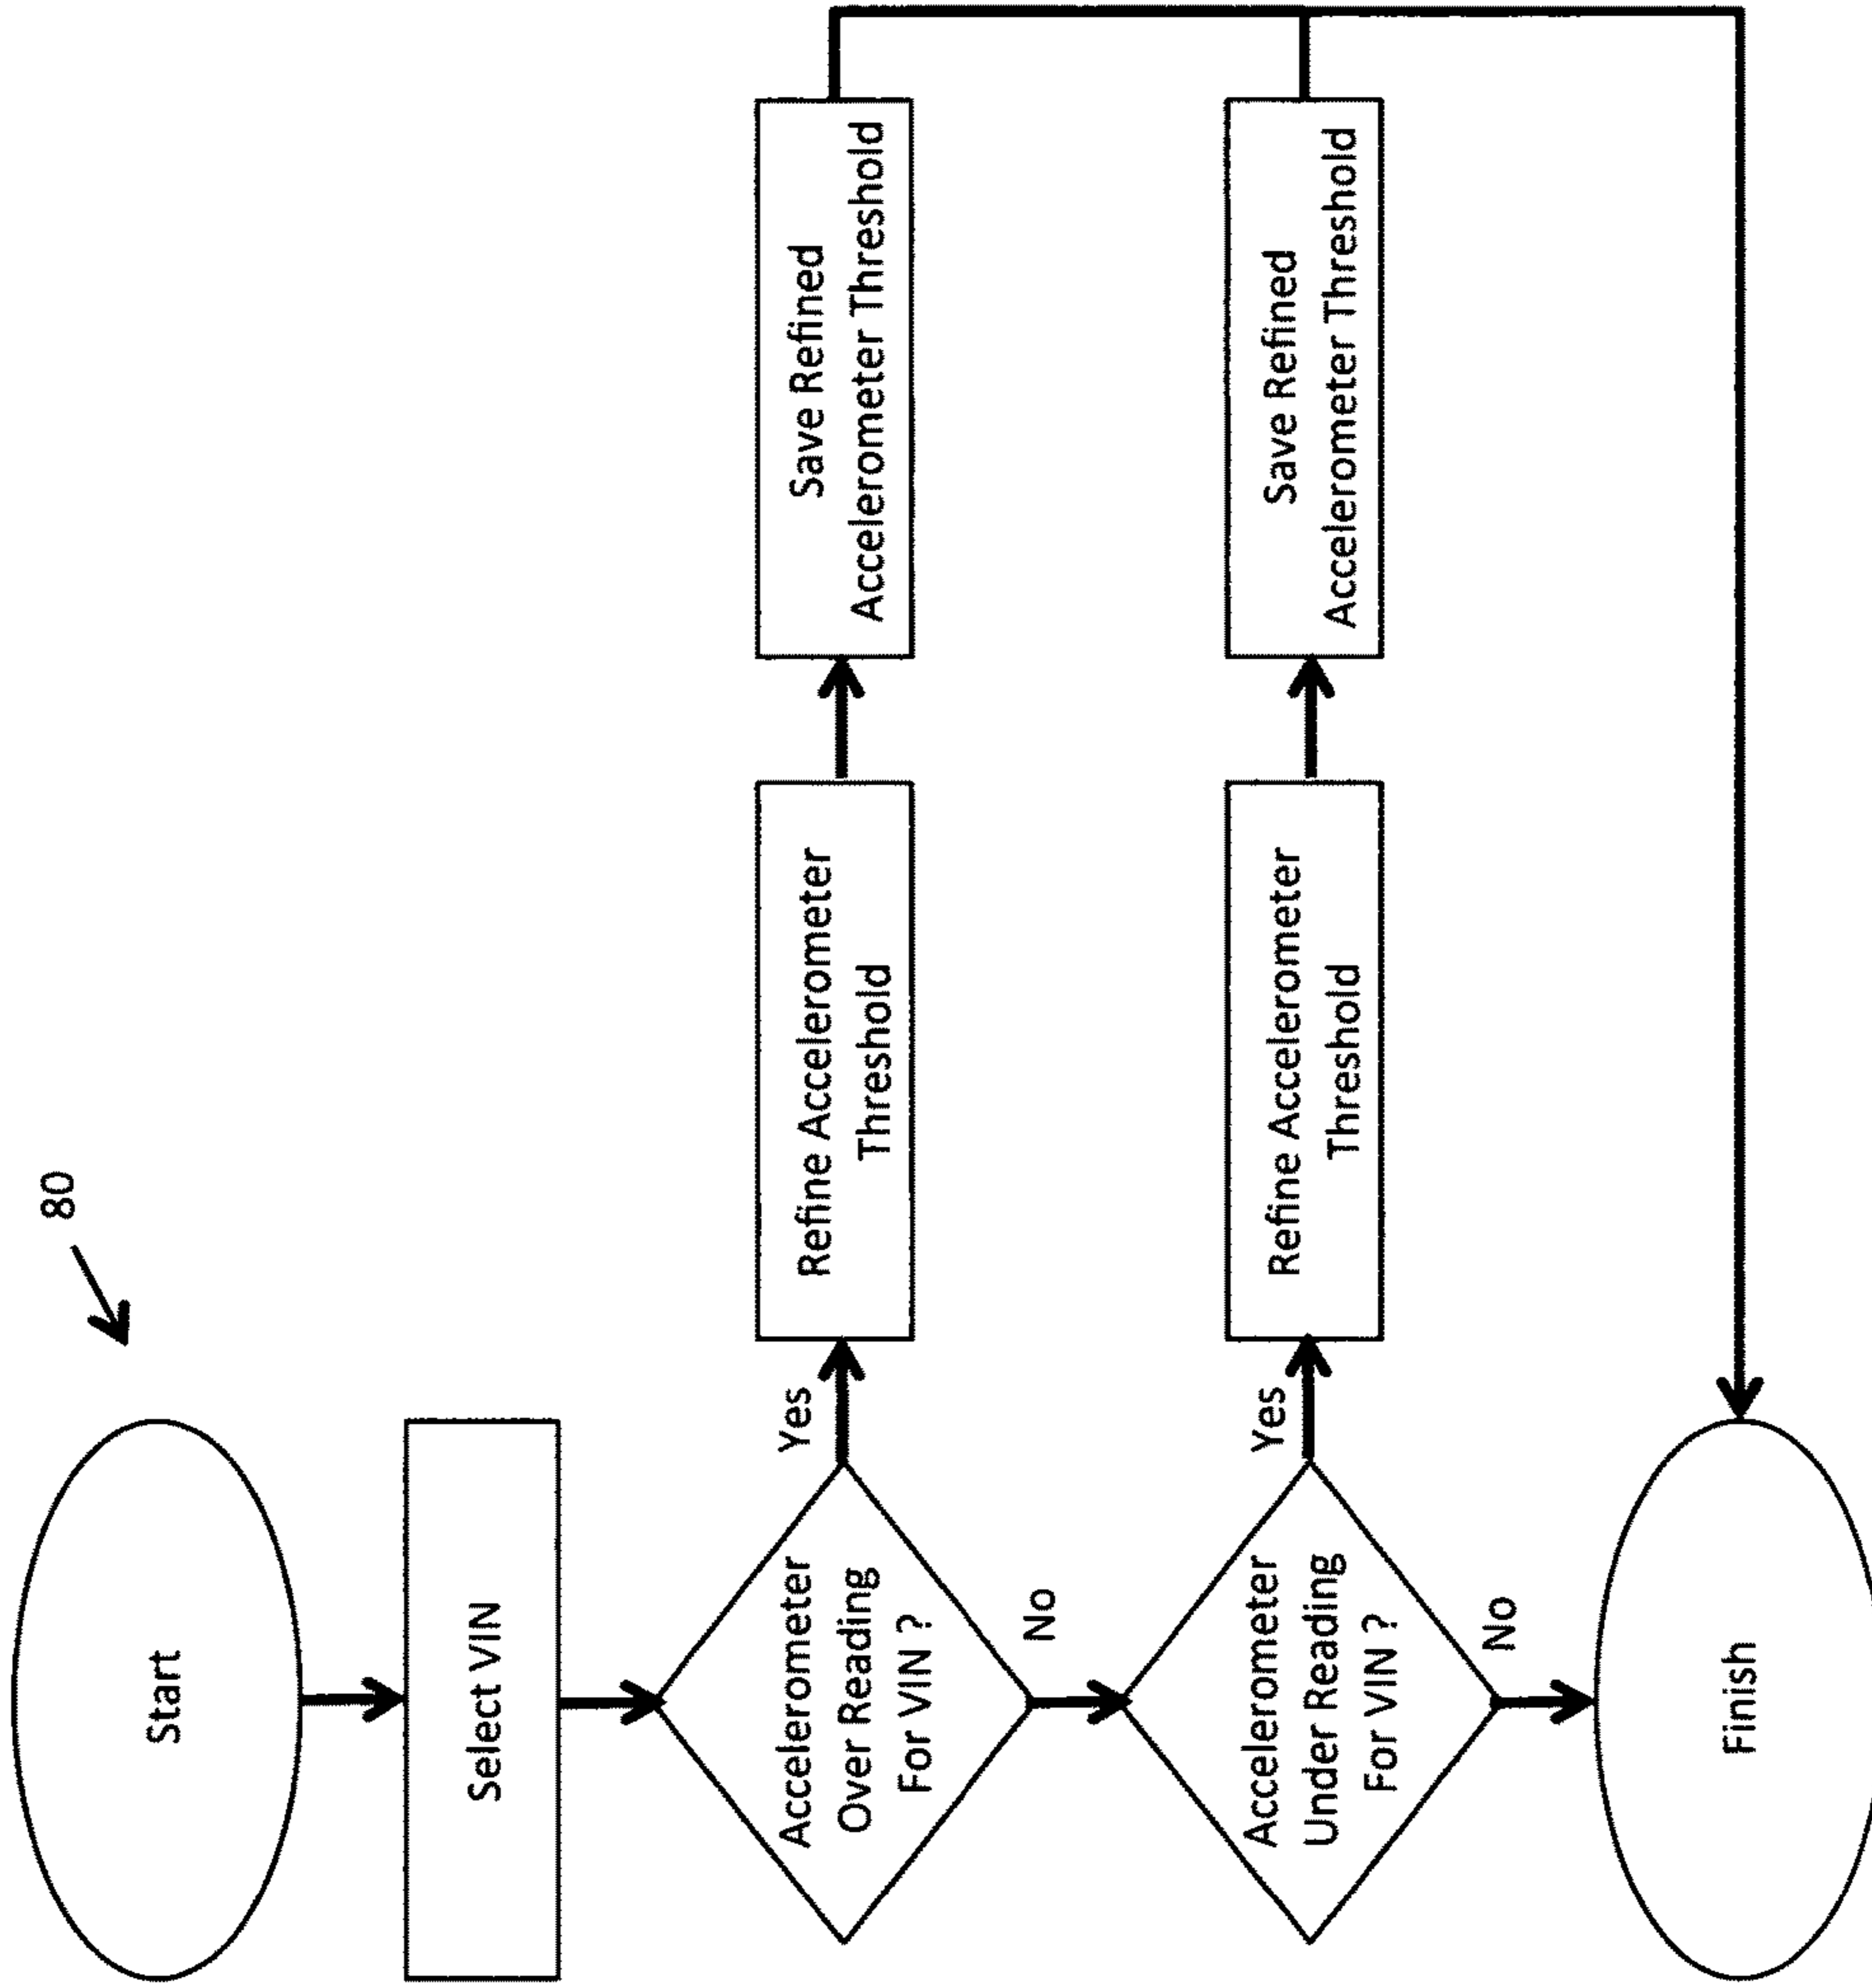 80
Start
Select VIN
Accelerometer
Over Reading
For VIN ?
Yes
Refine Accelerometer
Threshold
Save Refined
Accelerometer Threshold
No
Accelerometer
Under Reading
For VIN ?
Yes
Refine Accelerometer
Threshold
Save Refined
Accelerometer Threshold
No
Finish